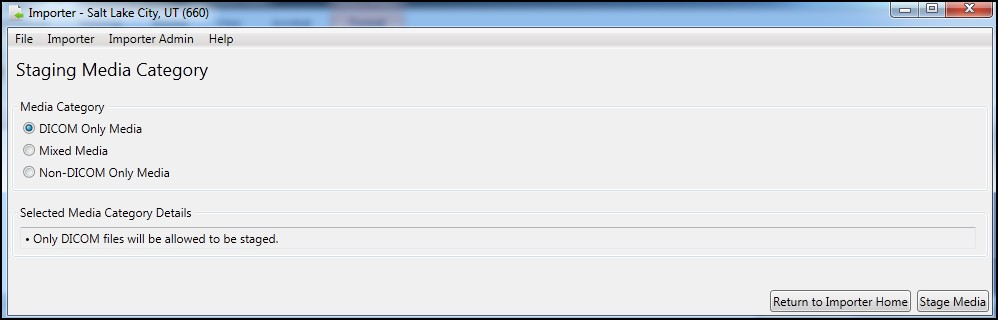 Importer - Salt Lake City, UT (660)
File Importer Importer Admin Help
Staging Media Category
Media Category
DICOM Only Media
Mixed Media
Non-DICOM Only Media
Selected Media Category Details
• Only DICOM files will be allowed to be staged.
Return to Importer Home Stage Media